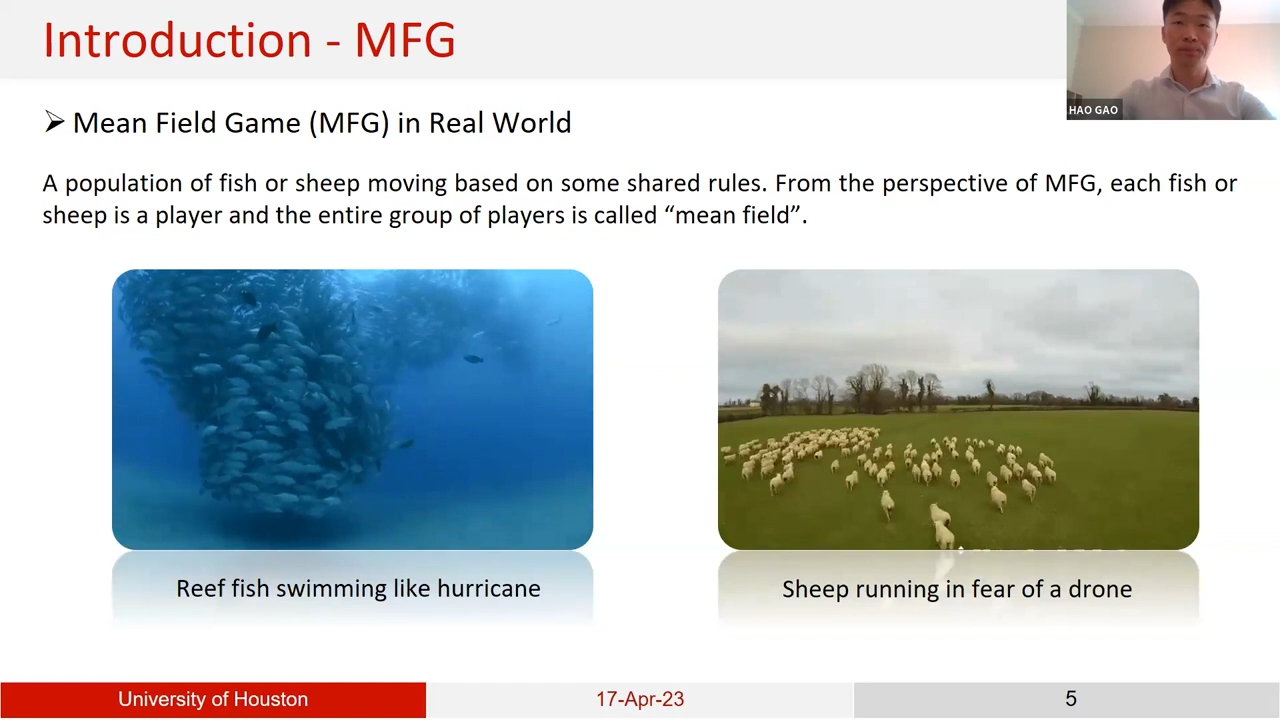 Introduction - MFG
HAO GAO
➢ Mean Field Game (MFG) in Real World
A population of fish or sheep moving based on some shared rules. From the perspective of MFG, each fish or
sheep is a player and the entire group of players is called “mean field”.
Reef fish swimming like hurricane
Sheep running in fear of a drone
University of Houston
17-Apr-23
5